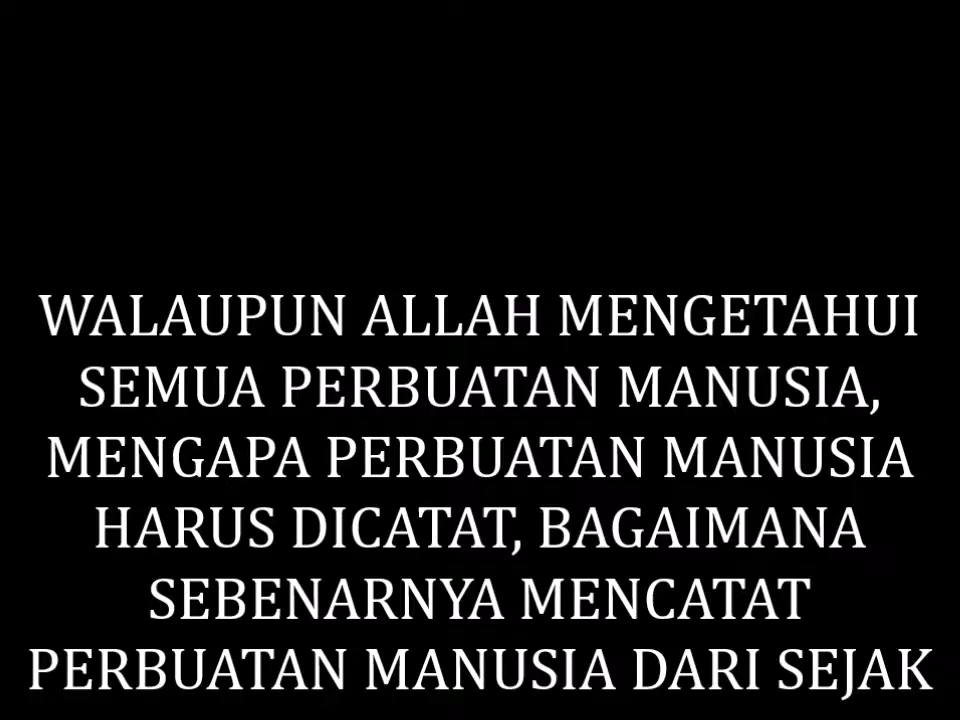 WALAUPUN ALLAH MENGETAHUI
SEMUA PERBUATAN MANUSIA,
MENGAPA PERBUATAN MANUSIA
HARUS DICATAT, BAGAIMANA
SEBENARNYA MENCATAT
PERBUATAN MANUSIA DARI SEJAK